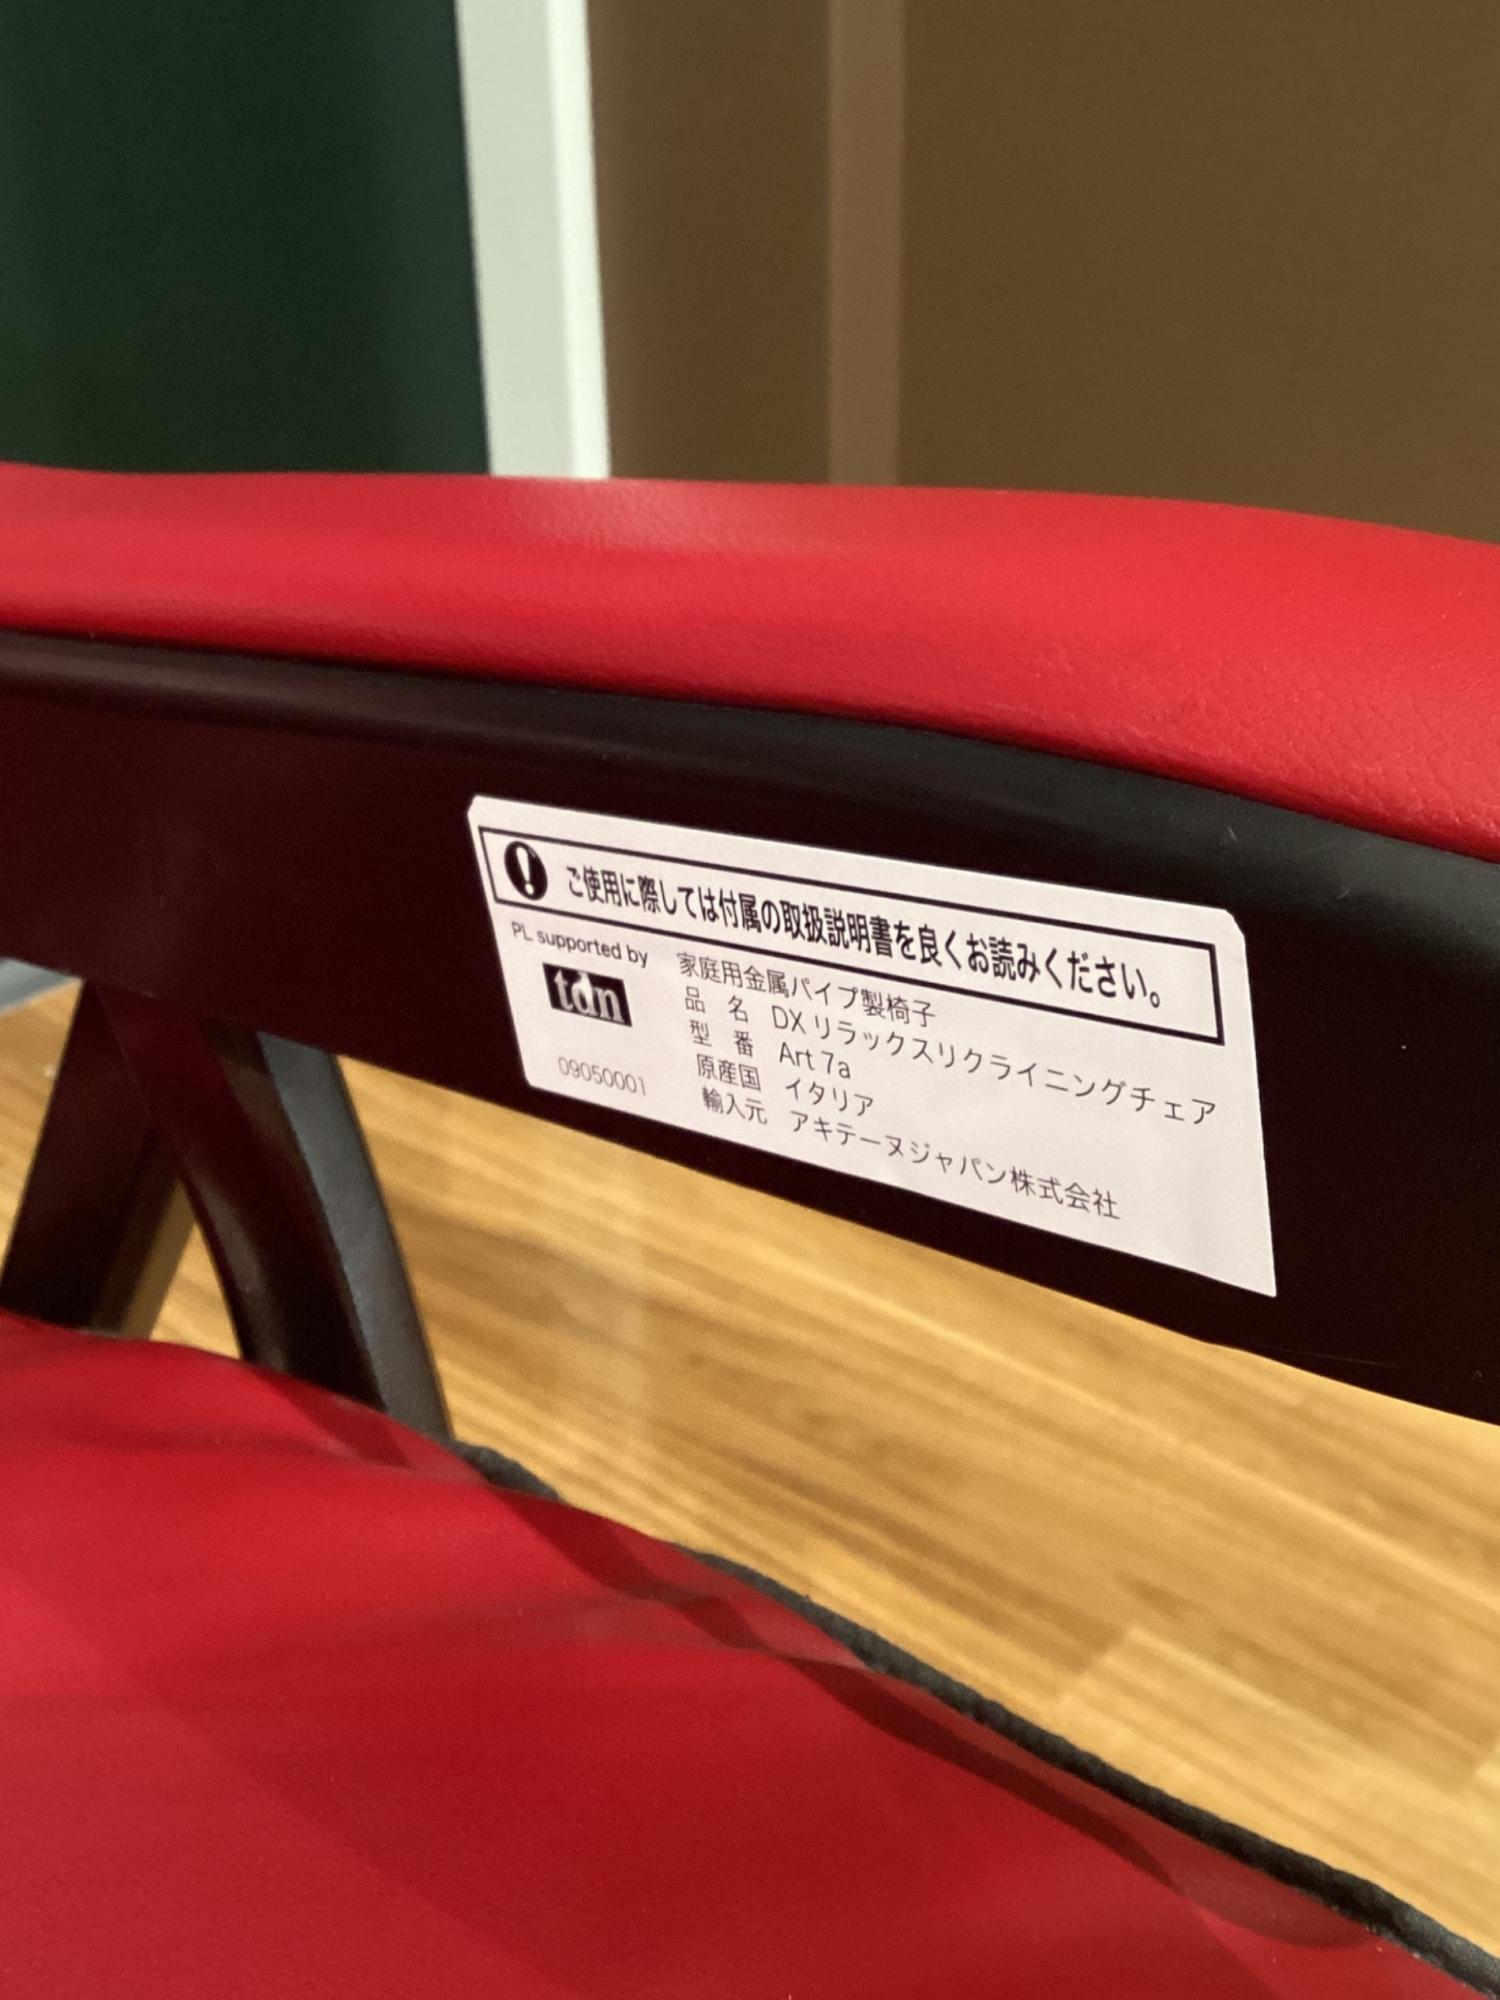 ご使用に際しては付属の取扱説明書を良くお読みください。
PL supported by
tdn
09050001
家庭用金属パイプ製椅子
品 名 DXリラックスリクライニングチェア
型 番 Art 7a
原産国 イタリア
輸入元 アキテーヌジャパン株式会社